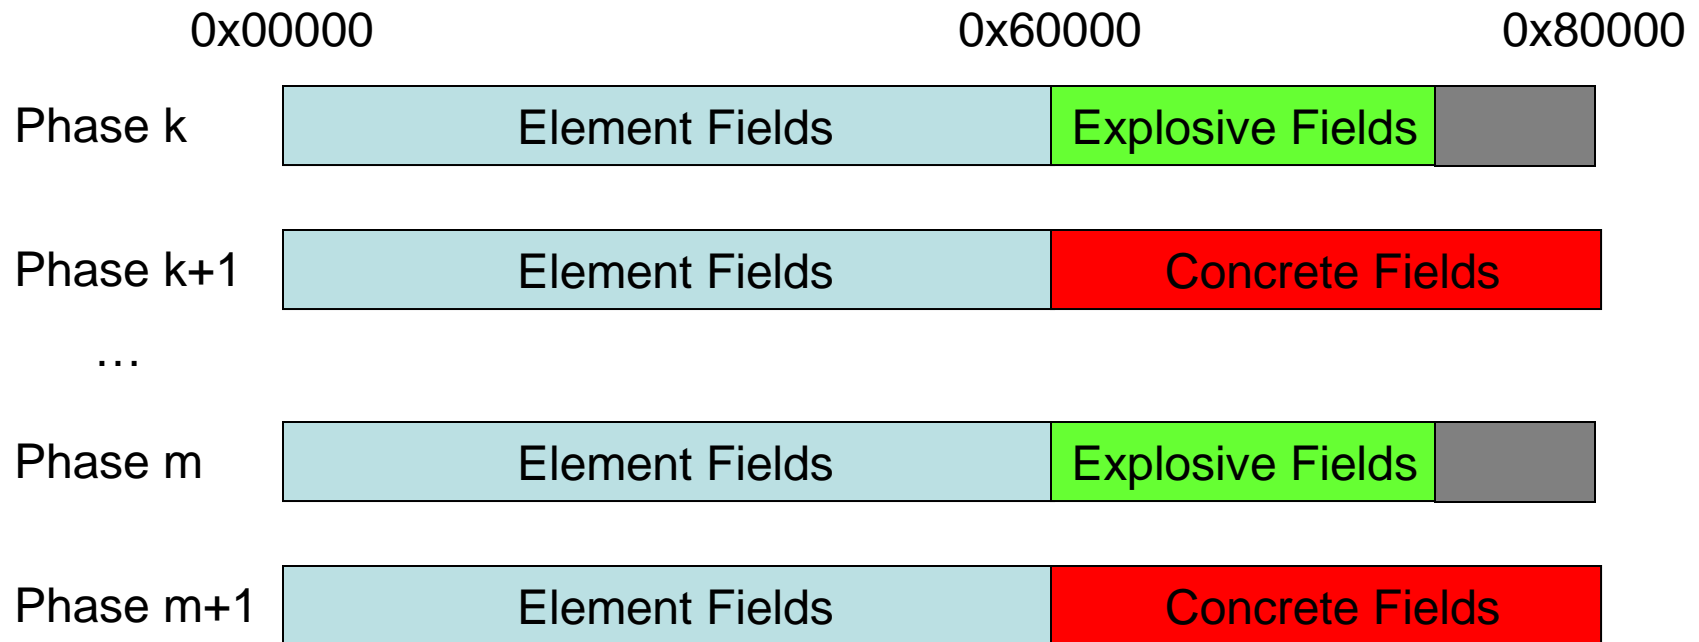 0x00000 0x60000 0x80000
Phase k Element Fields Explosive Fields
Phase k+1 Element Fields Concrete Fields
…
Phase m Element Fields Explosive Fields
Phase m+1 Element Fields Concrete Fields